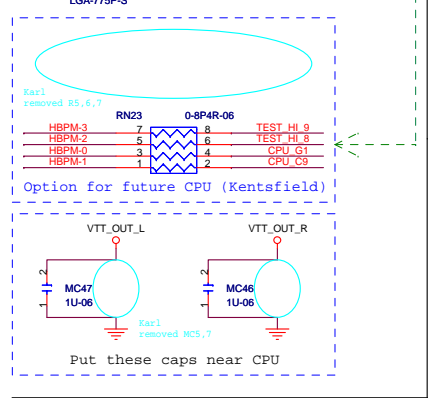 LGA-775P-S
Karl
removed R5,6,7
RN23 0-8P4R-06
HBPM-3 7 8 TEST_HI_9
HBPM-2 5 6 TEST_HI_8
HBPM-0 3 4 CPU_G1
HBPM-1 1 2 CPU_C9
Option for future CPU (Kentsfield)
VTT_OUT_L VTT_OUT_R
2 2
MC47 MC46
1U-06 1U-06
1 1
Karl
removed MC5,7
Put these caps near CPU